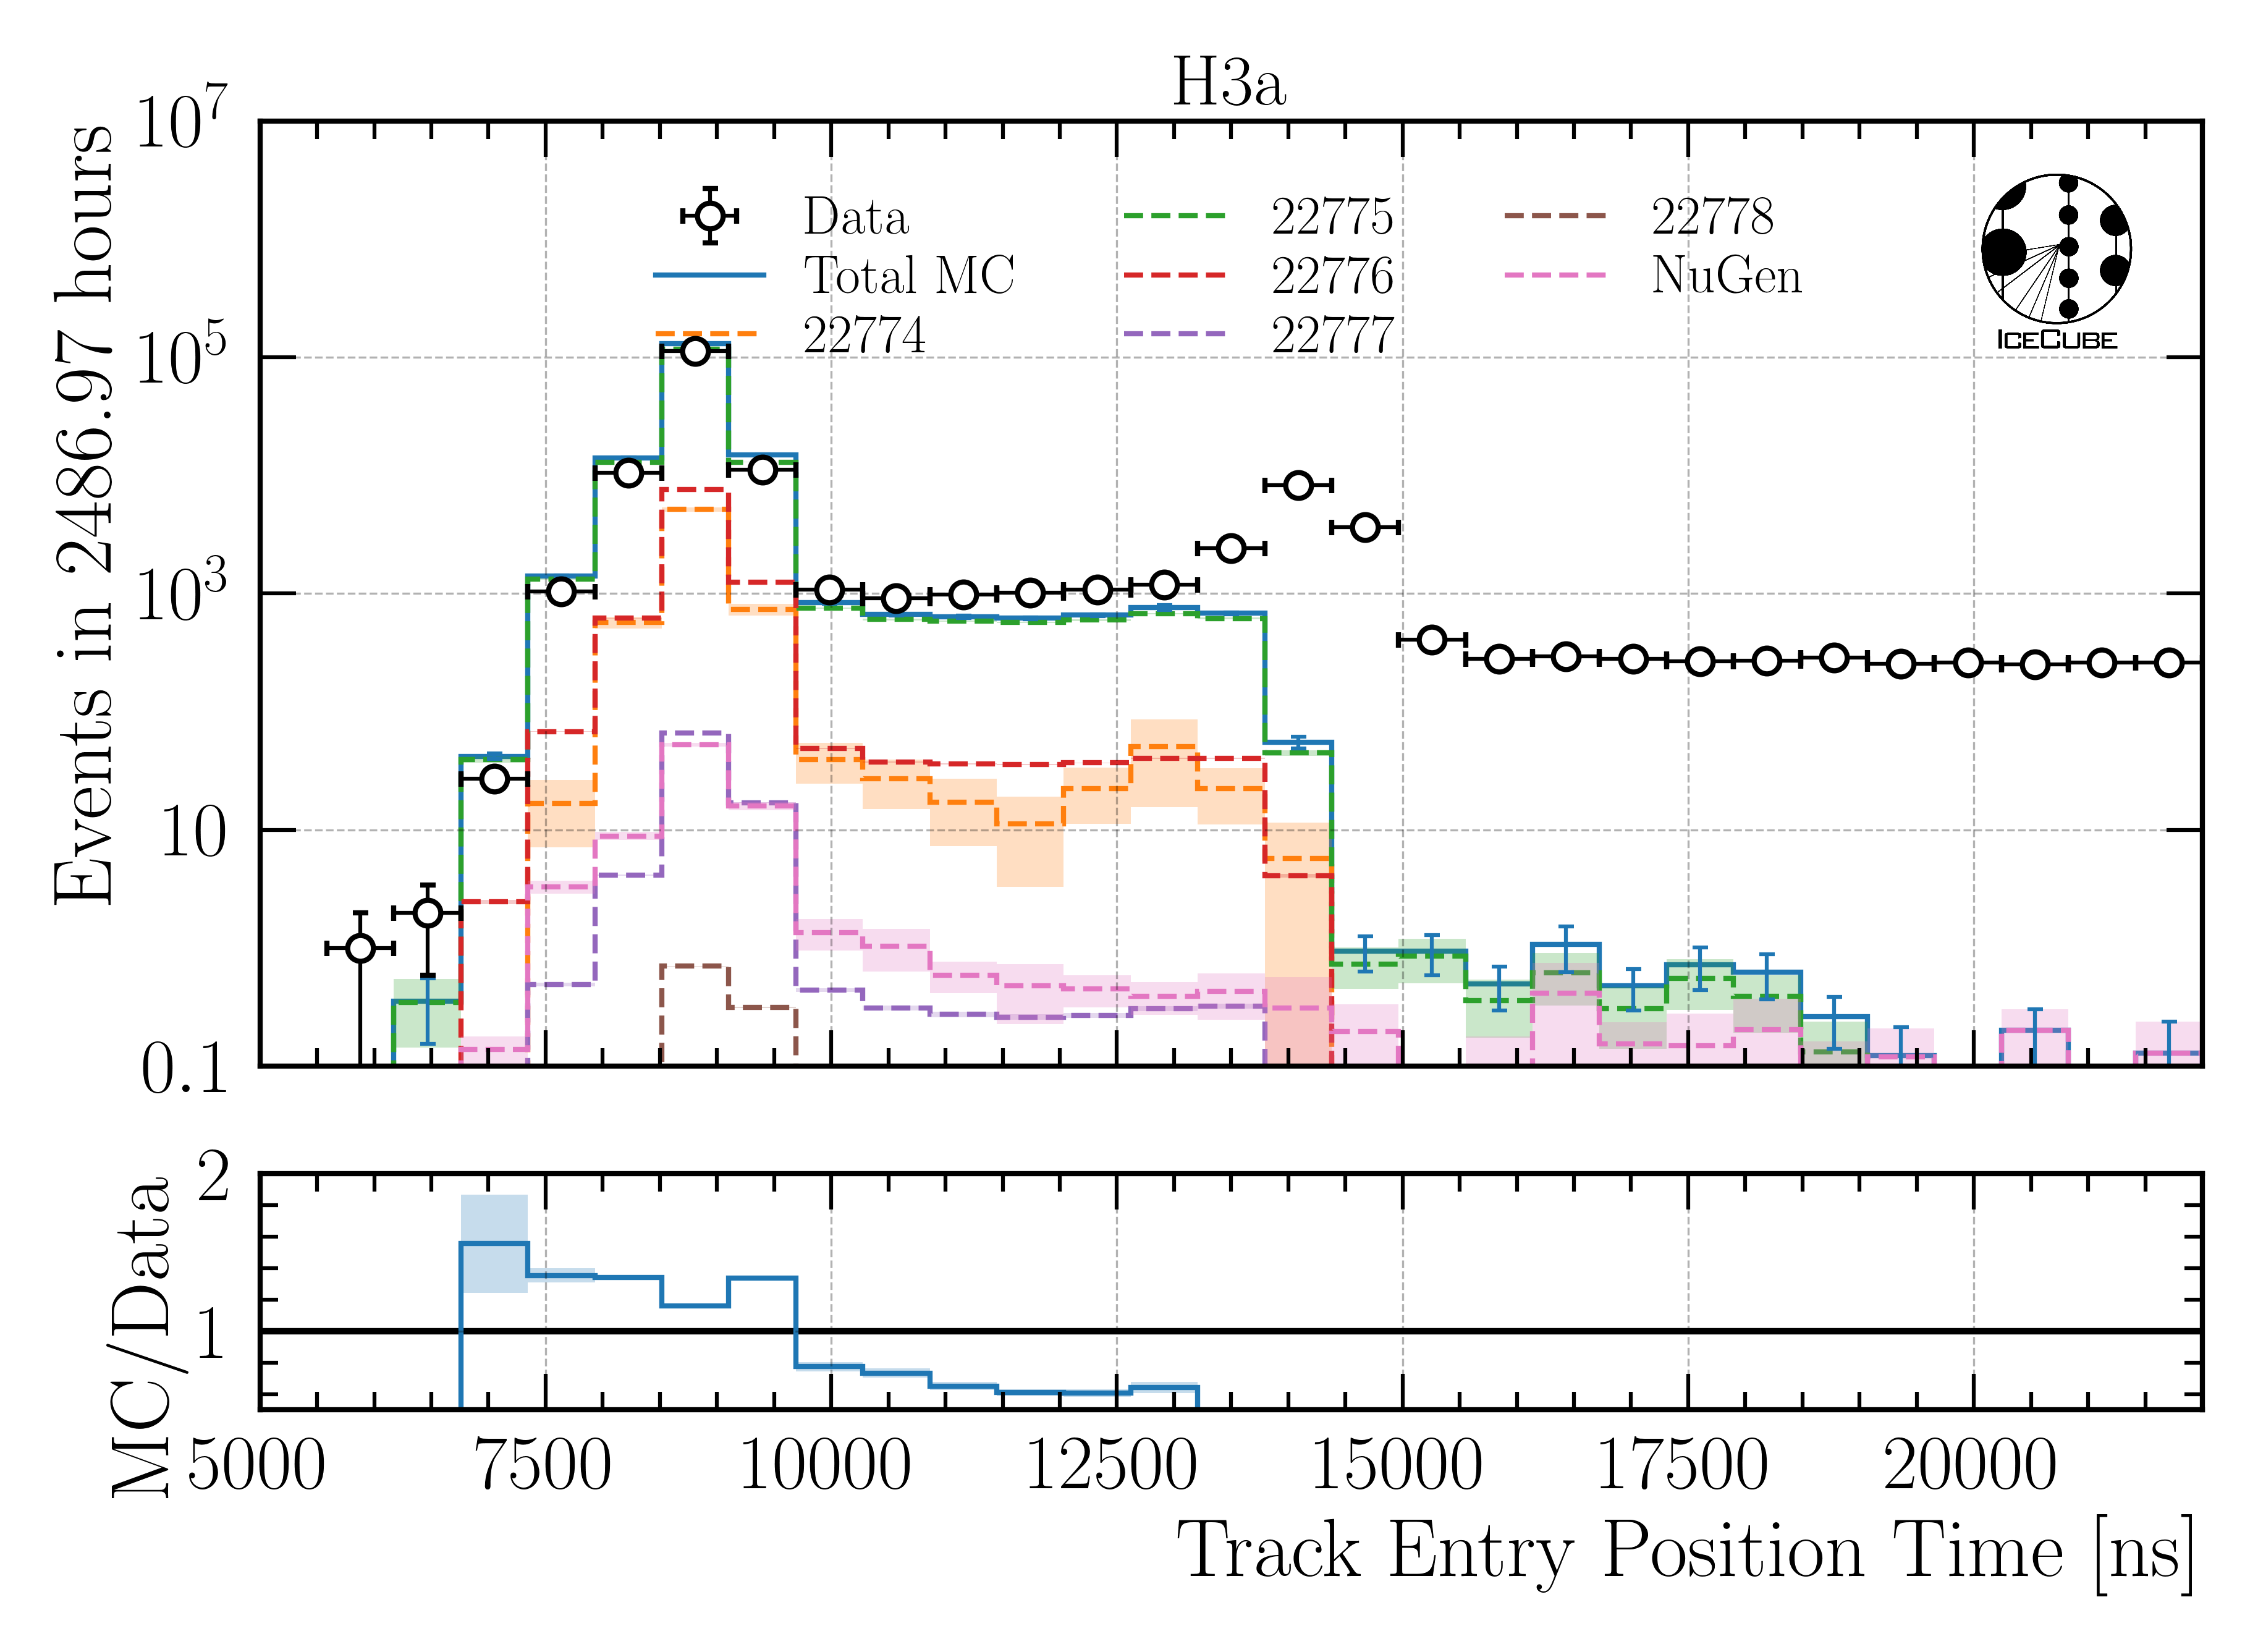 H3a
10^7
10^5
10^3
10
0.1
Events in 2486.97 hours
Data
Total MC
22774
22775
22776
22777
22778
NuGen
ICECUBE
2
1
MC/Data
5000 7500 10000 12500 15000 17500 20000
Track Entry Position Time [ns]